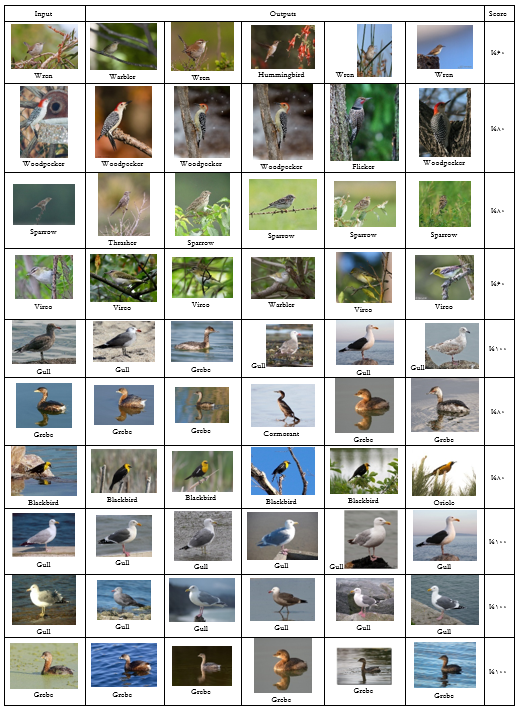 Input Outputs Score
Wren Warbler Wren Hummingbird Wren Wren %۶۰
Woodpecker Woodpecker Woodpecker Woodpecker Flicker Woodpecker %۸۰
Sparrow Thrasher Sparrow Sparrow Sparrow Sparrow %۸۰
Vireo Vireo Vireo Warbler Vireo Vireo %۶۰
Gull Gull Grebe Gull Gull Gull %۱۰۰
Grebe Grebe Grebe Cormorant Grebe Grebe %۸۰
Blackbird Blackbird Blackbird Blackbird Blackbird Oriole %۸۰
Gull Gull Gull Gull Gull Gull %۱۰۰
Gull Gull Gull Gull Gull Gull %۱۰۰
Grebe Grebe Grebe Grebe Grebe Grebe %۱۰۰